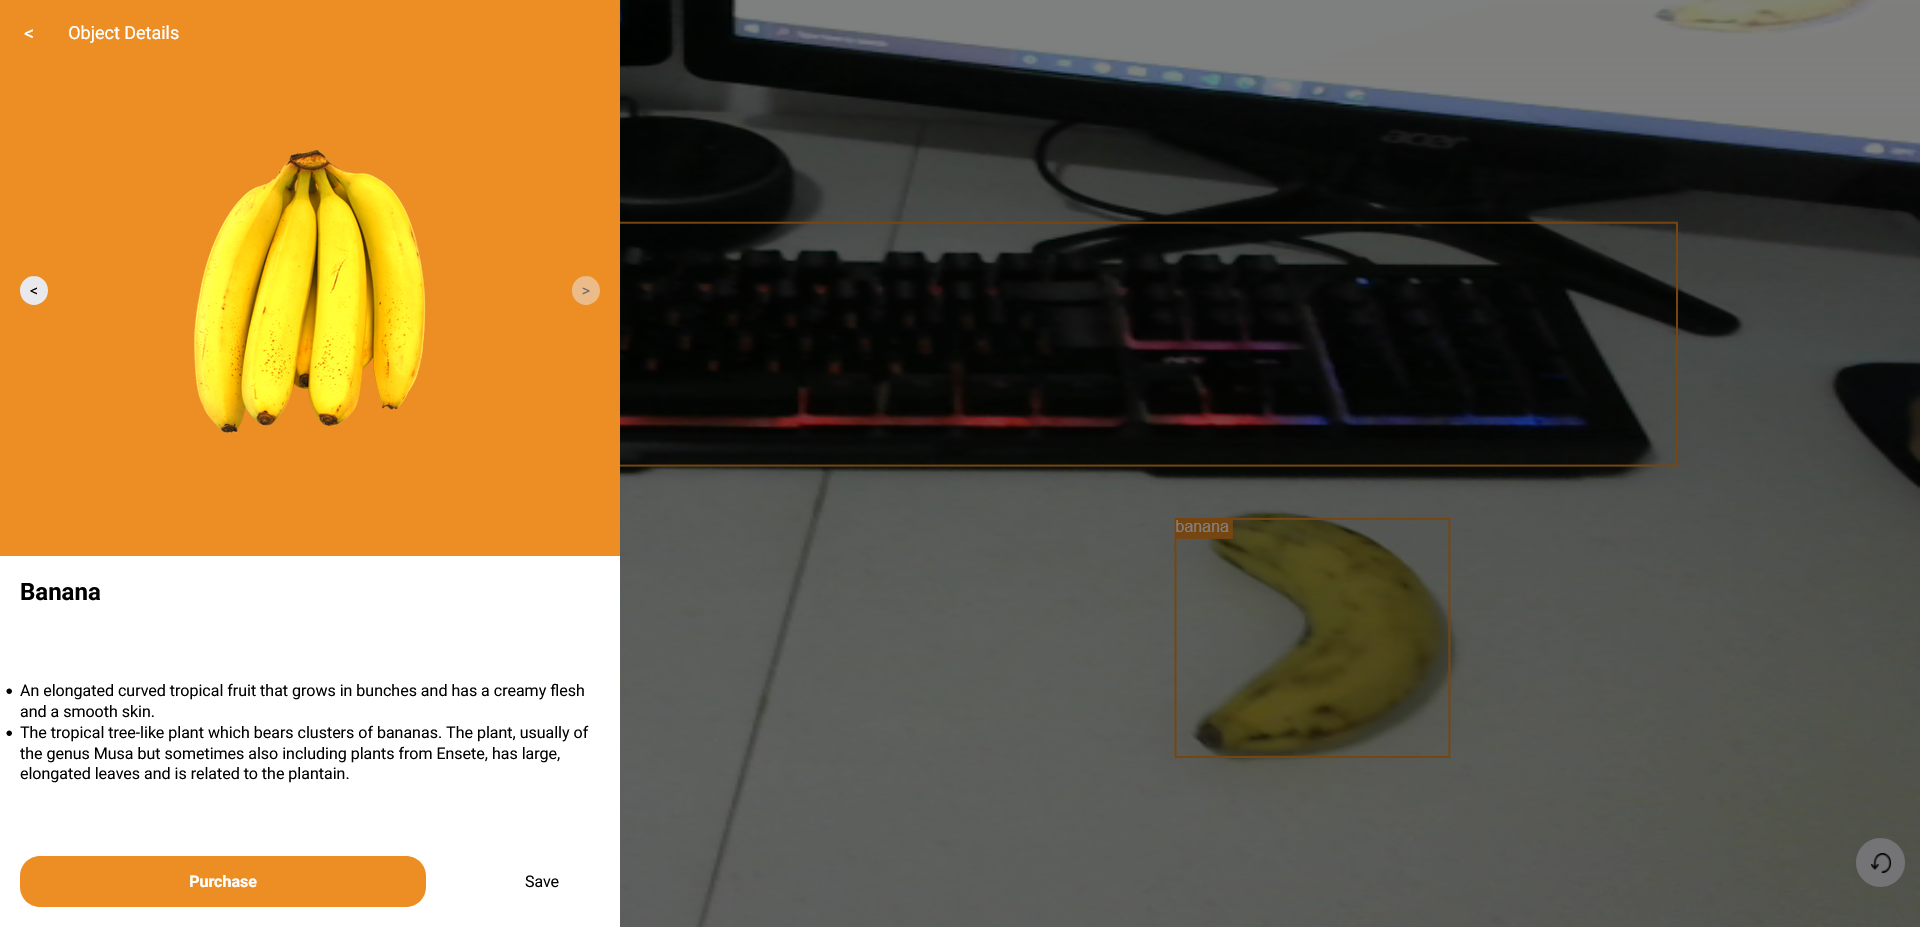 < Object Details
<
>
Banana
• An elongated curved tropical fruit that grows in bunches and has a creamy flesh
and a smooth skin.
• The tropical tree-like plant which bears clusters of bananas. The plant, usually of
the genus Musa but sometimes also including plants from Ensete, has large,
elongated leaves and is related to the plantain.
Purchase
Save
acer
banana